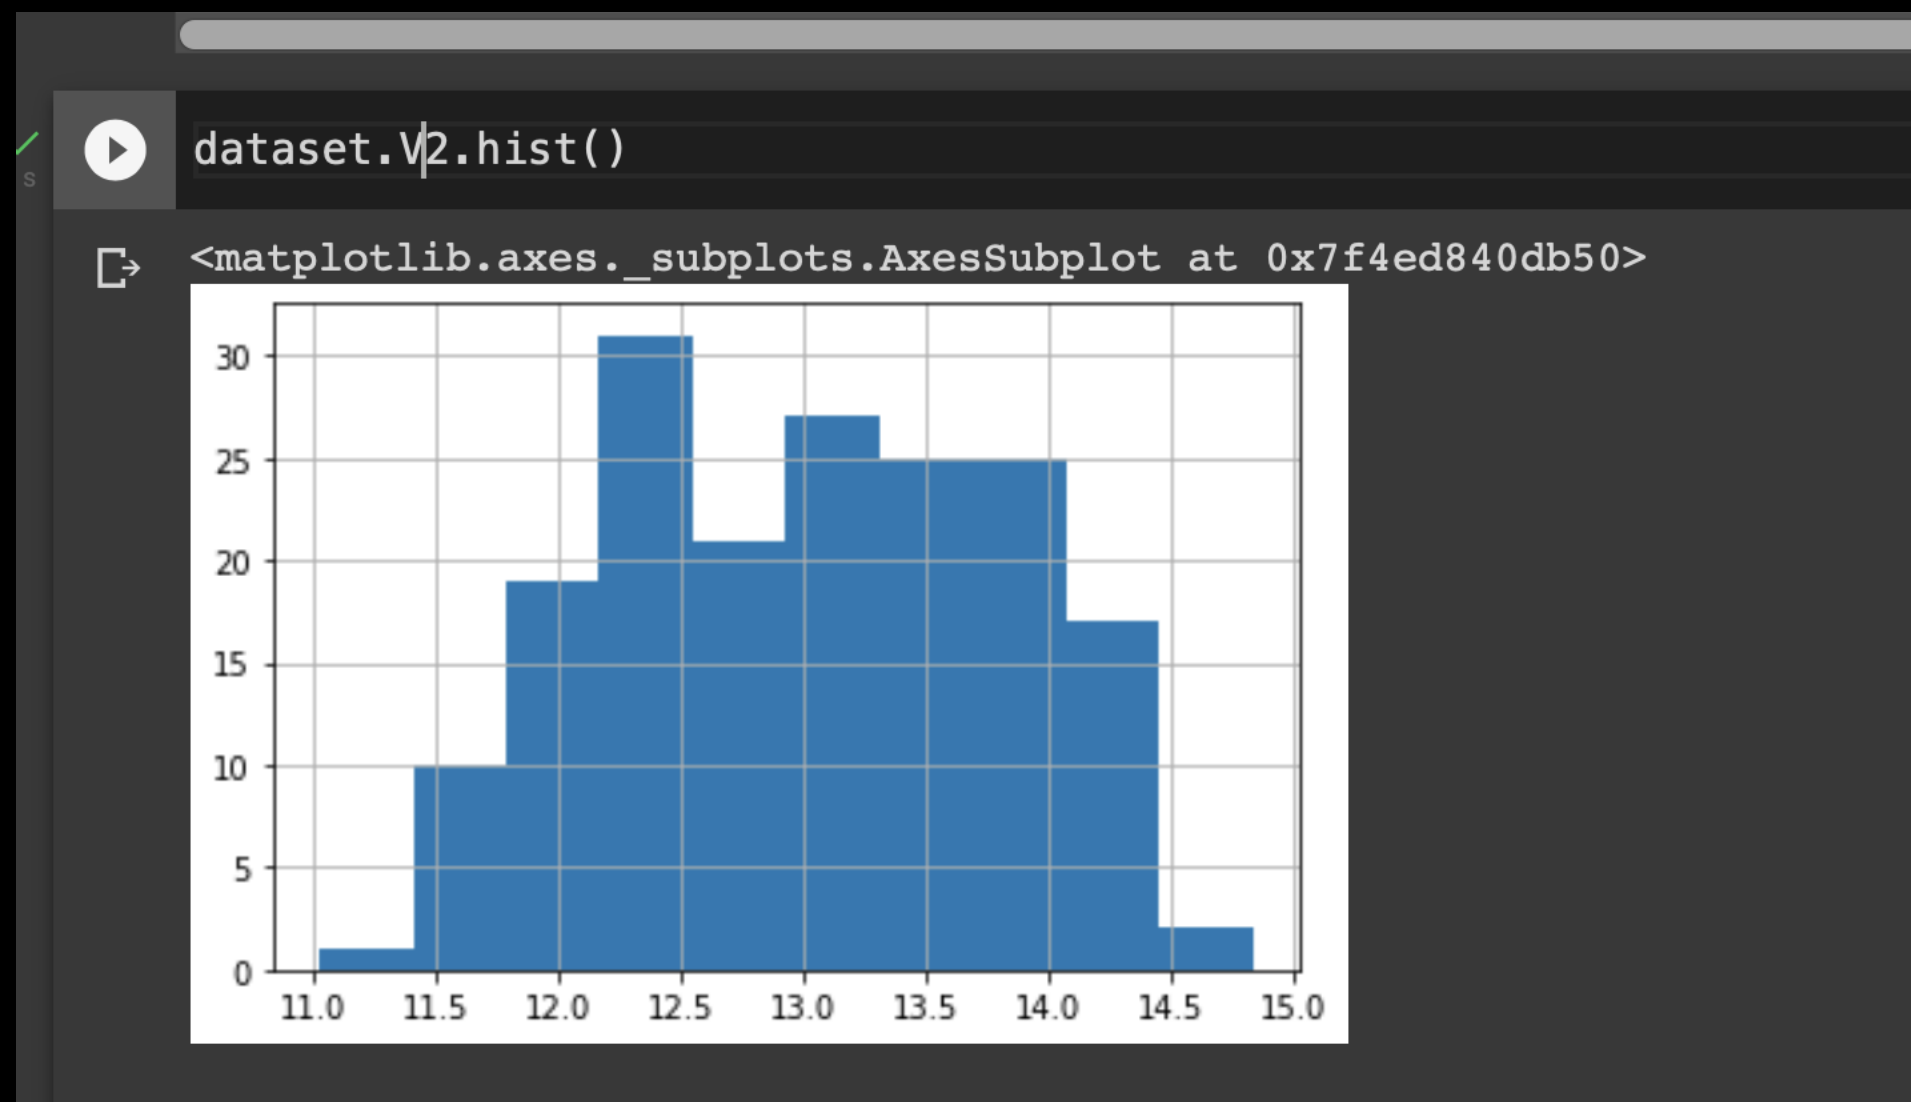 dataset.V2.hist()
s
<matplotlib.axes._subplots.AxesSubplot at 0x7f4ed840db50>
30
25
20
15
10
5
0
11.0 11.5 12.0 12.5 13.0 13.5 14.0 14.5 15.0